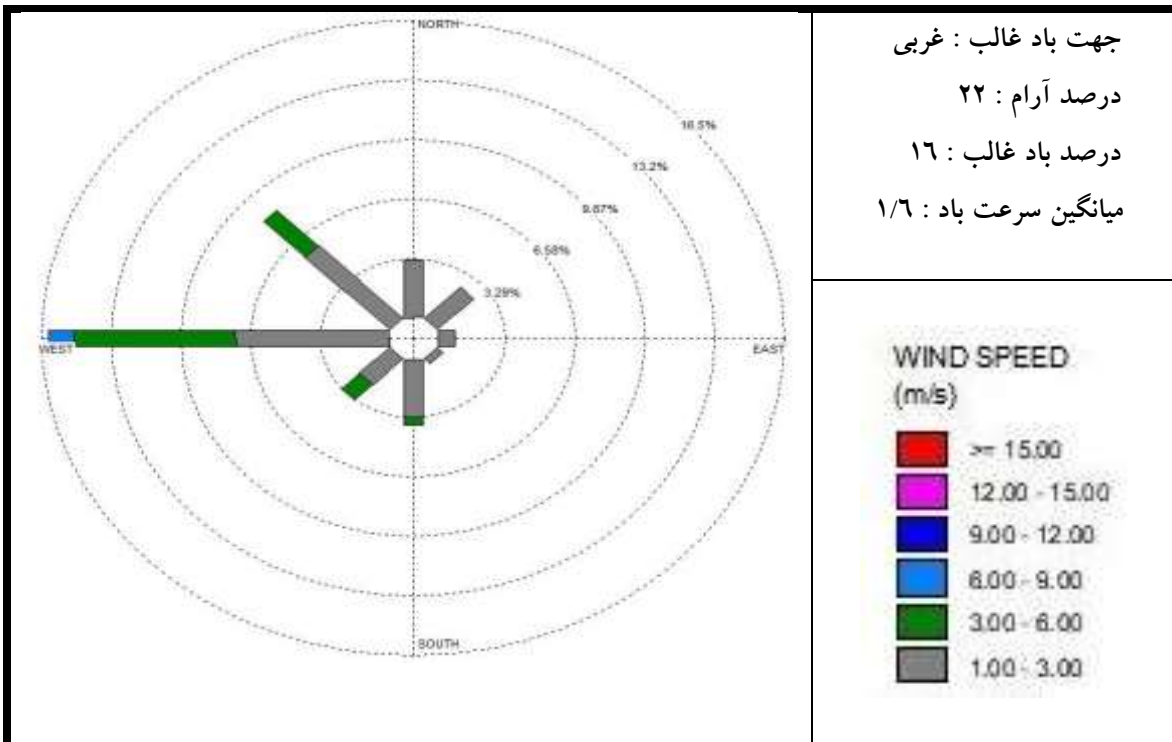 جهت باد غالب : غربی
درصد آرام : ۲۲
درصد باد غالب : ۱٦
میانگین سرعت باد : ۱/٦
NORTH
16.5%
13.2%
9.87%
6.58%
3.29%
WEST
EAST
SOUTH
WIND SPEED
(m/s)
>= 15.00
12.00 - 15.00
9.00 - 12.00
6.00 - 9.00
3.00 - 6.00
1.00 - 3.00